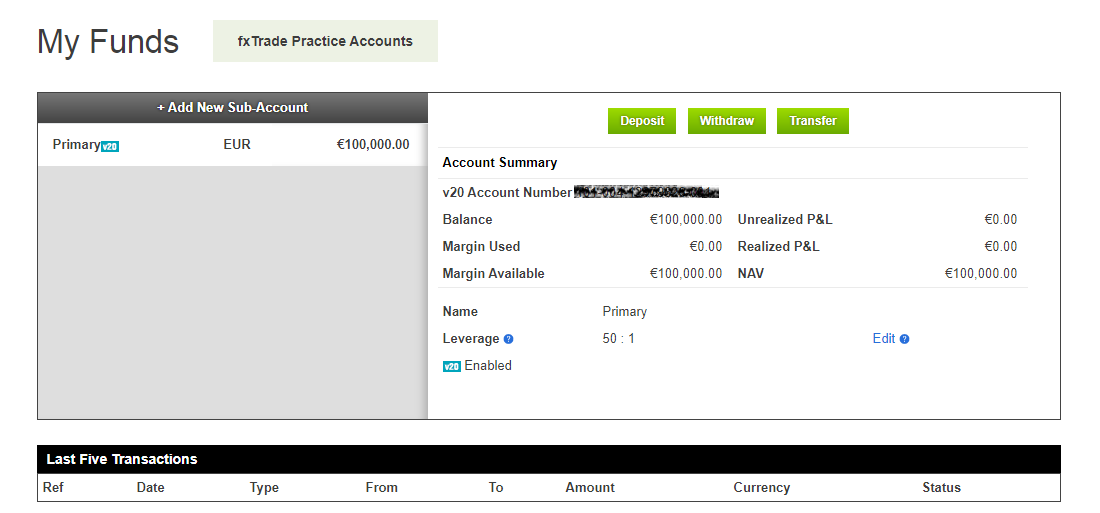 My Funds
fxTrade Practice Accounts
+ Add New Sub-Account
Primary v20 EUR €100,000.00
Deposit Withdraw Transfer
Account Summary
v20 Account Number
Balance €100,000.00 Unrealized P&L €0.00
Margin Used €0.00 Realized P&L €0.00
Margin Available €100,000.00 NAV €100,000.00
Name Primary
Leverage ? 50 : 1 Edit ?
v20 Enabled
Last Five Transactions
Ref Date Type From To Amount Currency Status